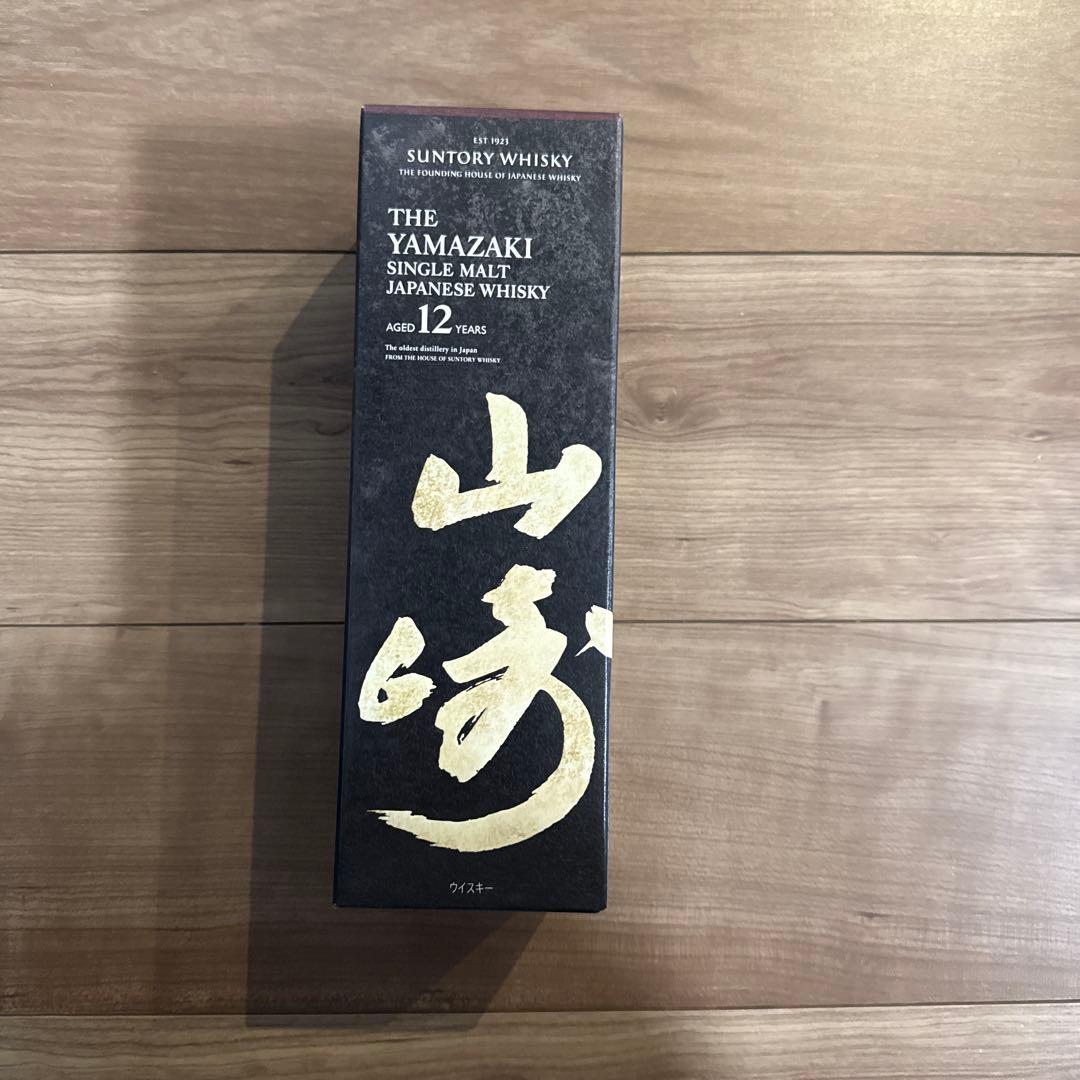 EST 1923
SUNTORY WHISKY
THE FOUNDING HOUSE OF JAPANESE WHISKY
THE
YAMAZAKI
SINGLE MALT
JAPANESE WHISKY
AGED 12 YEARS
The oldest distillery in Japan
FROM THE HOUSE OF SUNTORY WHISKY
山崎
ウイスキー